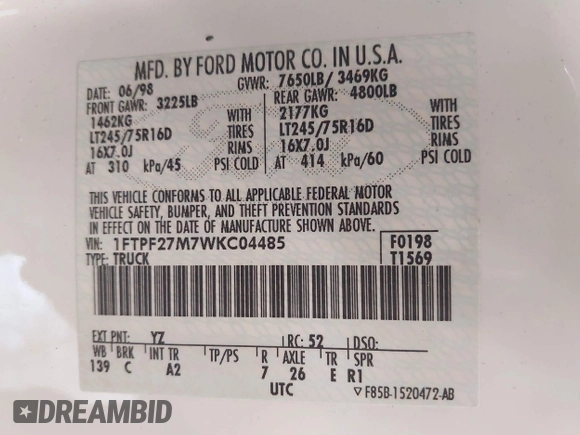 MFD. BY FORD MOTOR CO. IN U.S.A.
DATE: 06/98 GVWR: 7650LB/ 3469KG
FRONT GAWR: 3225LB REAR GAWR: 4800LB
1462KG WITH 2177KG WITH
LT245/75R16D TIRES LT245/75R16D TIRES
16X7.0J RIMS 16X7.0J RIMS
AT 310 kPa/45 PSI COLD AT 414 kPa/60 PSI COLD
THIS VEHICLE CONFORMS TO ALL APPLICABLE FEDERAL MOTOR
VEHICLE SAFETY, BUMPER, AND THEFT PREVENTION STANDARDS
IN EFFECT ON THE DATE OF MANUFACTURE SHOWN ABOVE.
VIN: 1FTPF27M7WKC04485 F0198
TYPE: TRUCK T1569
EXT PNT: YZ RC: 52 DSO:
WB BRK INT TR TP/PS R AXLE TR SPR
139 C A2 7 26 E R1
UTC ▽F85B-1520472-AB
DREAMBID